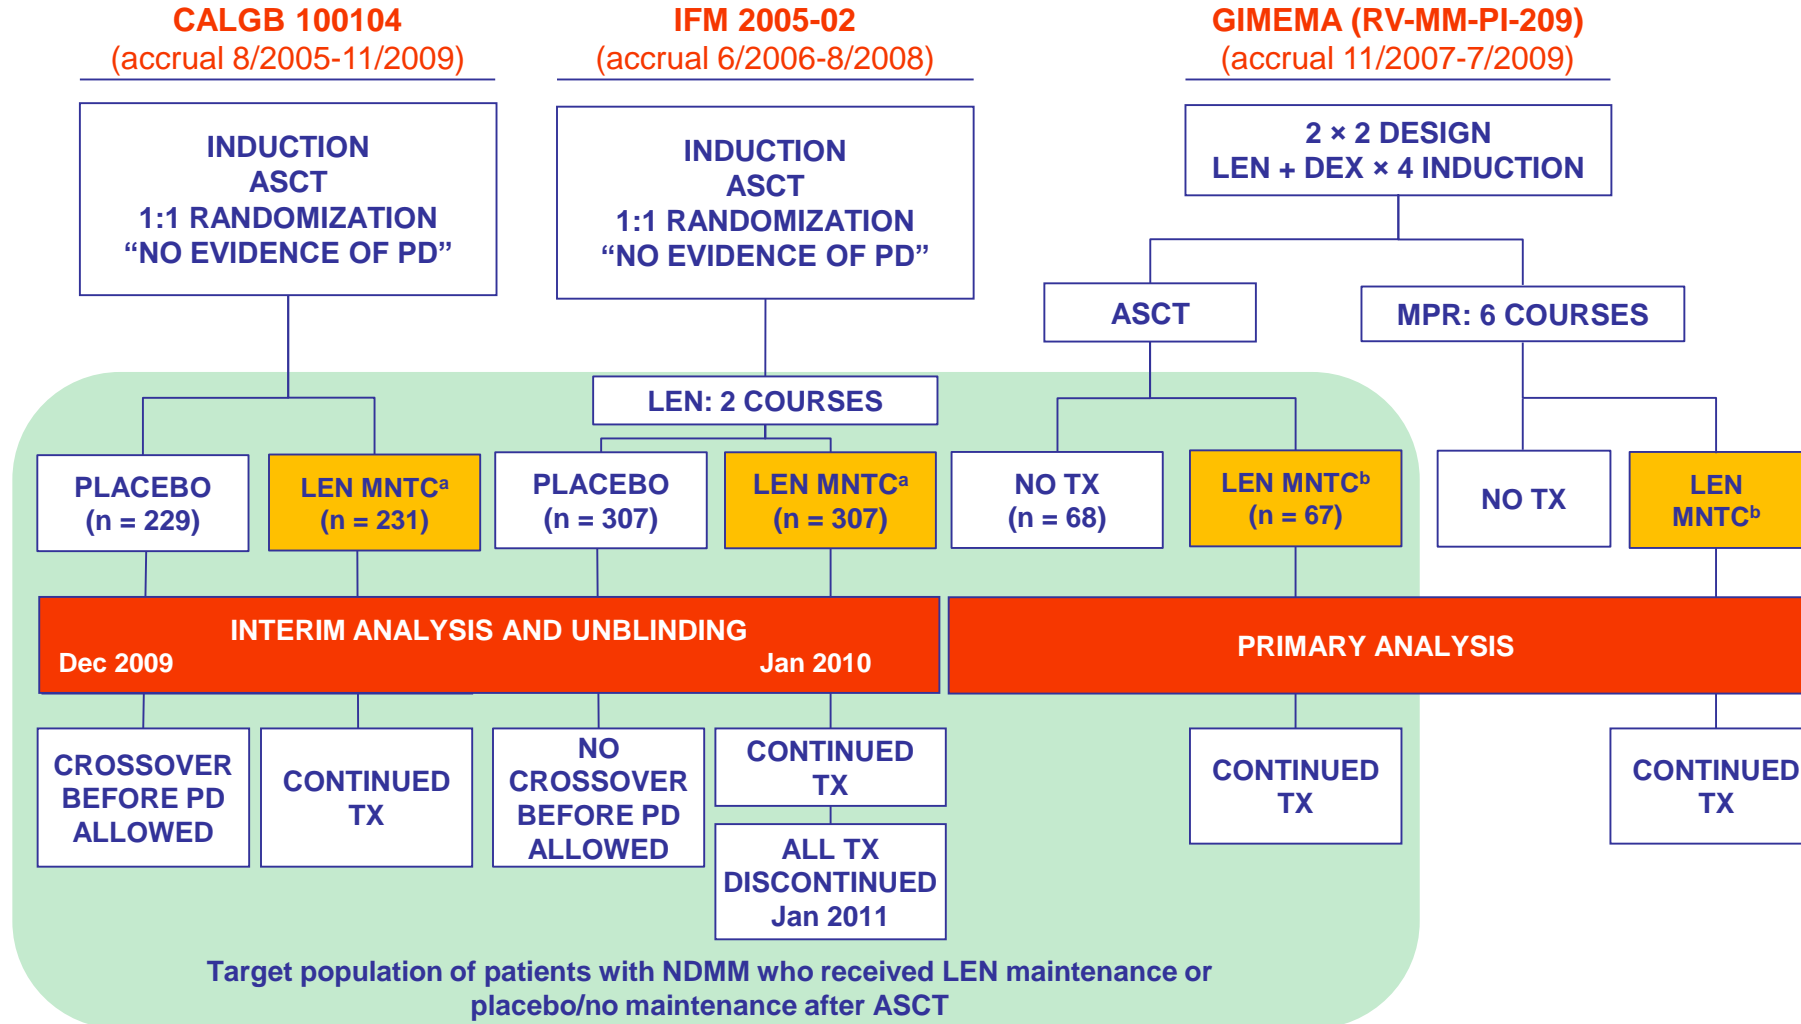 CALGB 100104
(accrual 8/2005-11/2009)
IFM 2005-02
(accrual 6/2006-8/2008)
GIMEMA (RV-MM-PI-209)
(accrual 11/2007-7/2009)
INDUCTION
ASCT
1:1 RANDOMIZATION
“NO EVIDENCE OF PD”
INDUCTION
ASCT
1:1 RANDOMIZATION
“NO EVIDENCE OF PD”
2 × 2 DESIGN
LEN + DEX × 4 INDUCTION
ASCT
MPR: 6 COURSES
LEN: 2 COURSES
PLACEBO
(n = 229)
LEN MNTCᵃ
(n = 231)
PLACEBO
(n = 307)
LEN MNTCᵃ
(n = 307)
NO TX
(n = 68)
LEN MNTCᵇ
(n = 67)
NO TX
LEN
MNTCᵇ
INTERIM ANALYSIS AND UNBLINDING
Dec 2009
Jan 2010
PRIMARY ANALYSIS
CROSSOVER
BEFORE PD
ALLOWED
CONTINUED
TX
NO
CROSSOVER
BEFORE PD
ALLOWED
CONTINUED
TX
ALL TX
DISCONTINUED
Jan 2011
CONTINUED
TX
CONTINUED
TX
Target population of patients with NDMM who received LEN maintenance or
placebo/no maintenance after ASCT